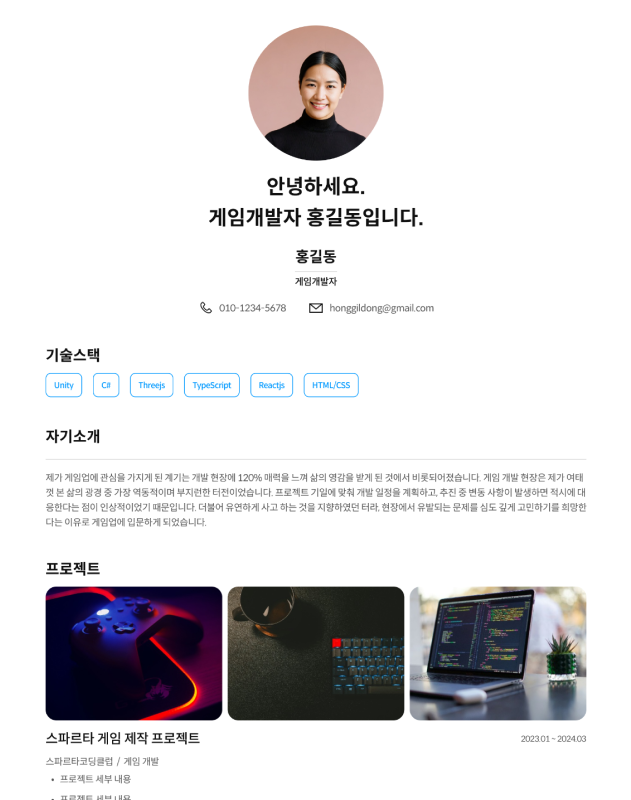 안녕하세요.
게임개발자 홍길동입니다.
홍길동
게임개발자
010-1234-5678 honggildong@gmail.com
기술스택
Unity C# Threejs TypeScript Reactjs HTML/CSS
자기소개
제가 게임업에 관심을 가지게 된 계기는 개발 현장에 120% 매력을 느껴 삶의 영감을 받게 된 것에서 비롯되어졌습니다. 게임 개발 현장은 제가 여태
껏 본 삶의 광경 중 가장 역동적이며 부지런한 터전이었습니다. 프로젝트 기일에 맞춰 개발 일정을 계획하고, 추진 중 변동 사항이 발생하면 적시에 대
응한다는 점이 인상적이었기 때문입니다. 더불어 유연하게 사고 하는 것을 지향하였던 터라, 현장에서 유발되는 문제를 심도 깊게 고민하기를 희망한
다는 이유로 게임업에 입문하게 되었습니다.
프로젝트
스파르타 게임 제작 프로젝트 2023.01 ~ 2024.03
스파르타코딩클럽 / 게임 개발
• 프로젝트 세부 내용
• 프로젝트 세부 내용